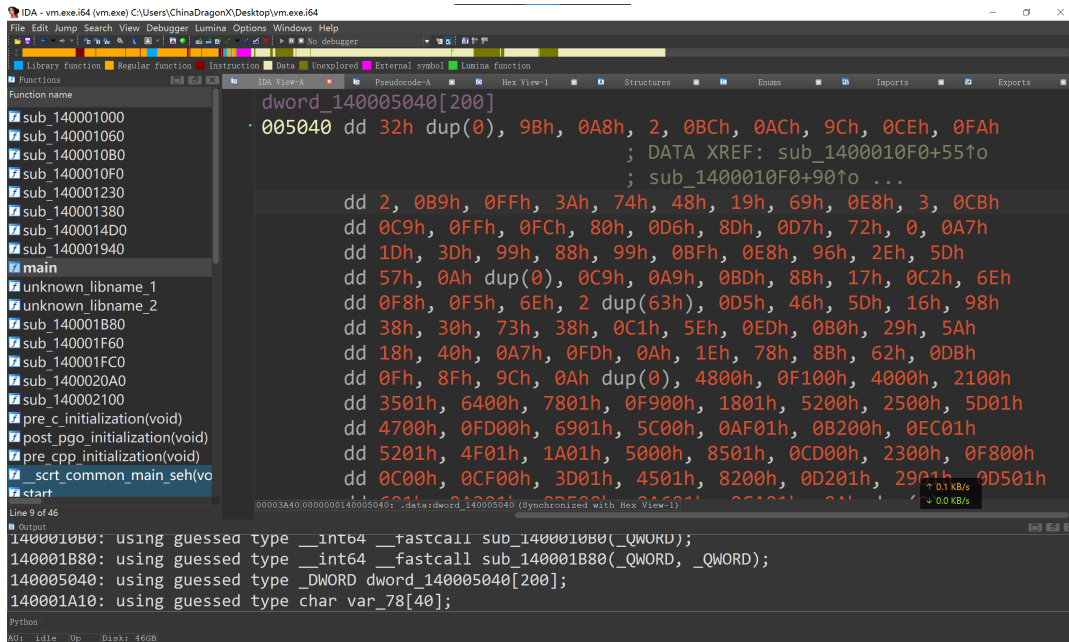 IDA - vm.exe.i64 (vm.exe) C:\Users\ChinaDragonX\Desktop\vm.exe.i64
File Edit Jump Search View Debugger Lumina Options Windows Help
No debugger
Library function Regular function Instruction Data Unexplored External symbol Lumina function
Functions
IDA View-A Pseudocode-A Hex View-1 Structures Enums Imports Exports
Function name
sub_140001000
sub_140001060
sub_1400010B0
sub_1400010F0
sub_140001230
sub_140001380
sub_1400014D0
sub_140001940
main
unknown_libname_1
unknown_libname_2
sub_140001B80
sub_140001F60
sub_140001FC0
sub_1400020A0
sub_140002100
pre_c_initialization(void)
post_pgo_initialization(void)
pre_cpp_initialization(void)
__scrt_common_main_seh(vo
start
Line 9 of 46
dword_140005040[200]
005040 dd 32h dup(0), 9Bh, 0A8h, 2, 0BCh, 0ACh, 9Ch, 0CEh, 0FAh
; DATA XREF: sub_1400010F0+55↑o
; sub_1400010F0+90↑o ...
dd 2, 0B9h, 0FFh, 3Ah, 74h, 48h, 19h, 69h, 0E8h, 3, 0CBh
dd 0C9h, 0FFh, 0FCh, 80h, 0D6h, 8Dh, 0D7h, 72h, 0, 0A7h
dd 1Dh, 3Dh, 99h, 88h, 99h, 0BFh, 0E8h, 96h, 2Eh, 5Dh
dd 57h, 0Ah dup(0), 0C9h, 0A9h, 0BDh, 8Bh, 17h, 0C2h, 6Eh
dd 0F8h, 0F5h, 6Eh, 2 dup(63h), 0D5h, 46h, 5Dh, 16h, 98h
dd 38h, 30h, 73h, 38h, 0C1h, 5Eh, 0EDh, 0B0h, 29h, 5Ah
dd 18h, 40h, 0A7h, 0FDh, 0Ah, 1Eh, 78h, 8Bh, 62h, 0DBh
dd 0Fh, 8Fh, 9Ch, 0Ah dup(0), 4800h, 0F100h, 4000h, 2100h
dd 3501h, 6400h, 7801h, 0F900h, 1801h, 5200h, 2500h, 5D01h
dd 4700h, 0FD00h, 6901h, 5C00h, 0AF01h, 0B200h, 0EC01h
dd 5201h, 4F01h, 1A01h, 5000h, 8501h, 0CD00h, 2300h, 0F800h
dd 0C00h, 0CF00h, 3D01h, 4501h, 8200h, 0D201h, 2901h, 0D501h
↑ 0.1 KB/s
↓ 0.0 KB/s
00003A40 0000000140005040: .data:dword_140005040 (Synchronized with Hex View-1)
Output
1400010B0: using guessed type __int64 __fastcall sub_1400010B0(_QWORD);
140001B80: using guessed type __int64 __fastcall sub_140001B80(_QWORD, _QWORD);
140005040: using guessed type _DWORD dword_140005040[200];
140001A10: using guessed type char var_78[40];
Python
AU: idle Up Disk: 46GB